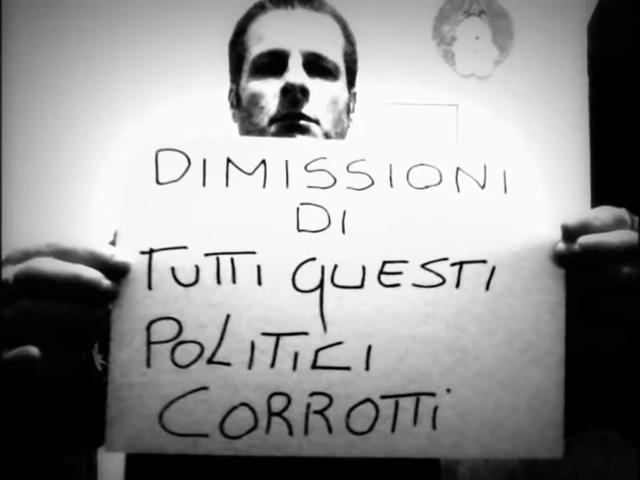 DIMISSIONI
DI
TUTTI QUESTI
POLITICI
CORROTTI